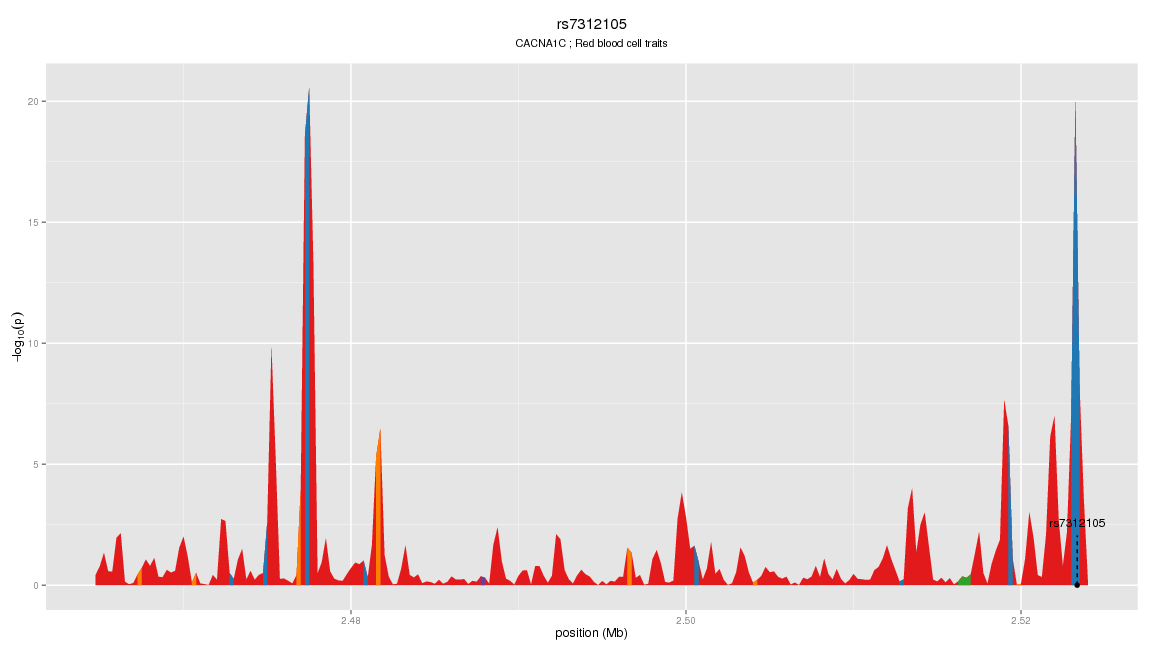 rs7312105
CACNA1C ; Red blood cell traits
20
15
10
5
0
−log10(p)
rs7312105
2.48
2.50
2.52
position (Mb)